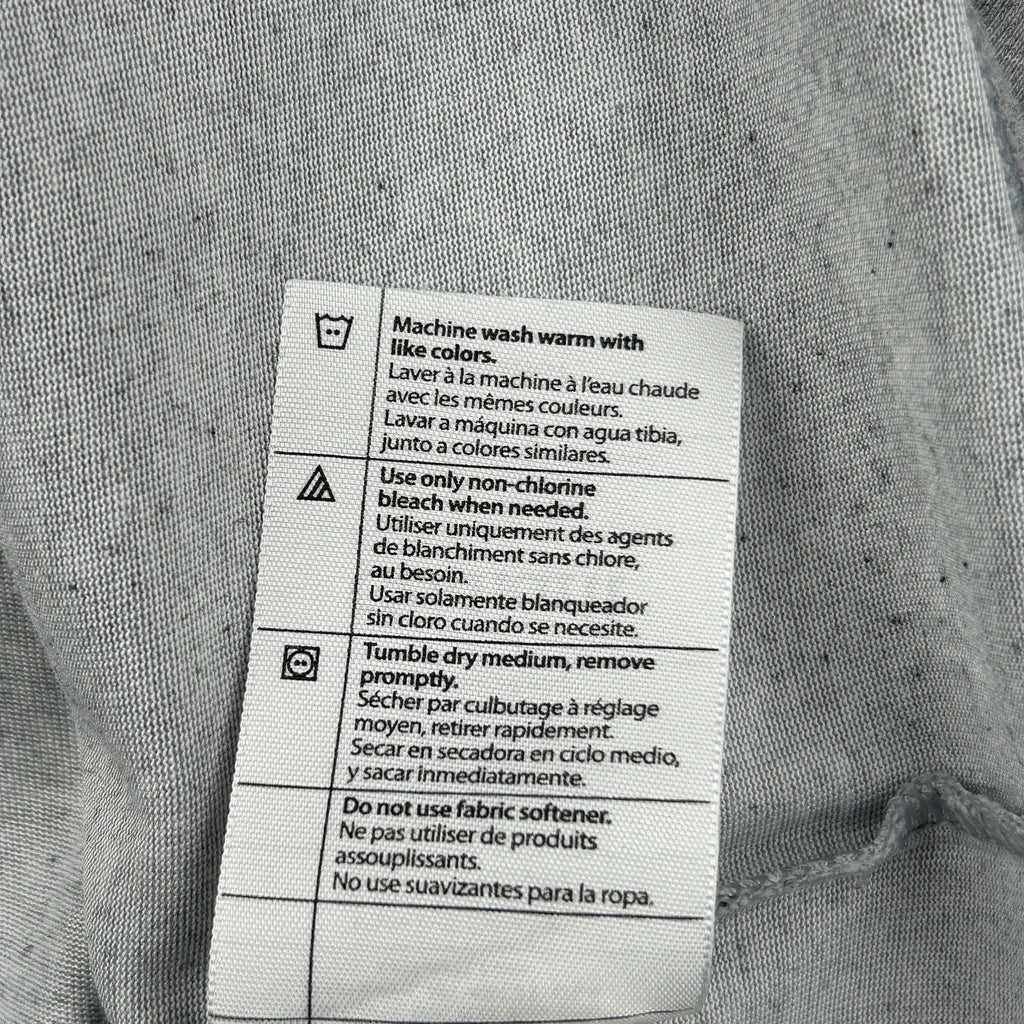 Machine wash warm with
like colors.
Laver à la machine à l'eau chaude
avec les mêmes couleurs.
Lavar a máquina con agua tibia,
junto a colores similares.
Use only non-chlorine
bleach when needed.
Utiliser uniquement des agents
de blanchiment sans chlore,
au besoin.
Usar solamente blanqueador
sin cloro cuando se necesite.
Tumble dry medium, remove
promptly.
Sécher par culbutage à réglage
moyen, retirer rapidement.
Secar en secadora en ciclo medio,
y sacar inmediatamente.
Do not use fabric softener.
Ne pas utiliser de produits
assouplissants.
No use suavizantes para la ropa.